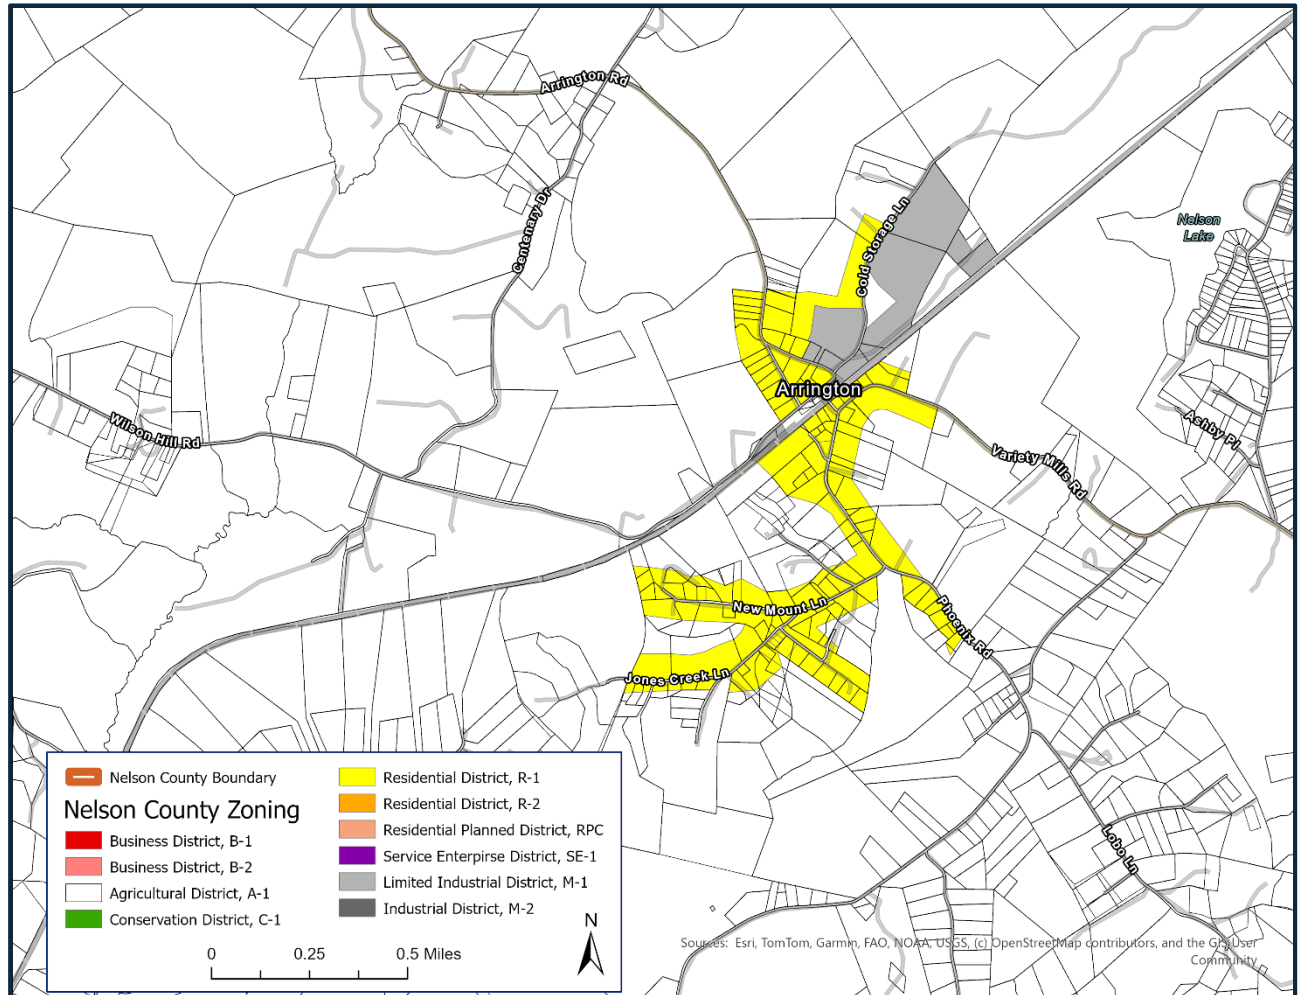 Arrington Rd
Centenary Dr
Cold Storage Ln
Nelson
Lake
Arrington
Wilson Hill Rd
Ashby Pl
Variety Mills Rd
New Mount Ln
Phoenix Rd
Jones Creek Ln
Lobo Ln
Nelson County Boundary
Nelson County Zoning
Business District, B-1
Business District, B-2
Agricultural District, A-1
Conservation District, C-1
Residential District, R-1
Residential District, R-2
Residential Planned District, RPC
Service Enterpirse District, SE-1
Limited Industrial District, M-1
Industrial District, M-2
0 0.25 0.5 Miles
N
Sources: Esri, TomTom, Garmin, FAO, NOAA, USGS, (c) OpenStreetMap contributors, and the GIS User
Community